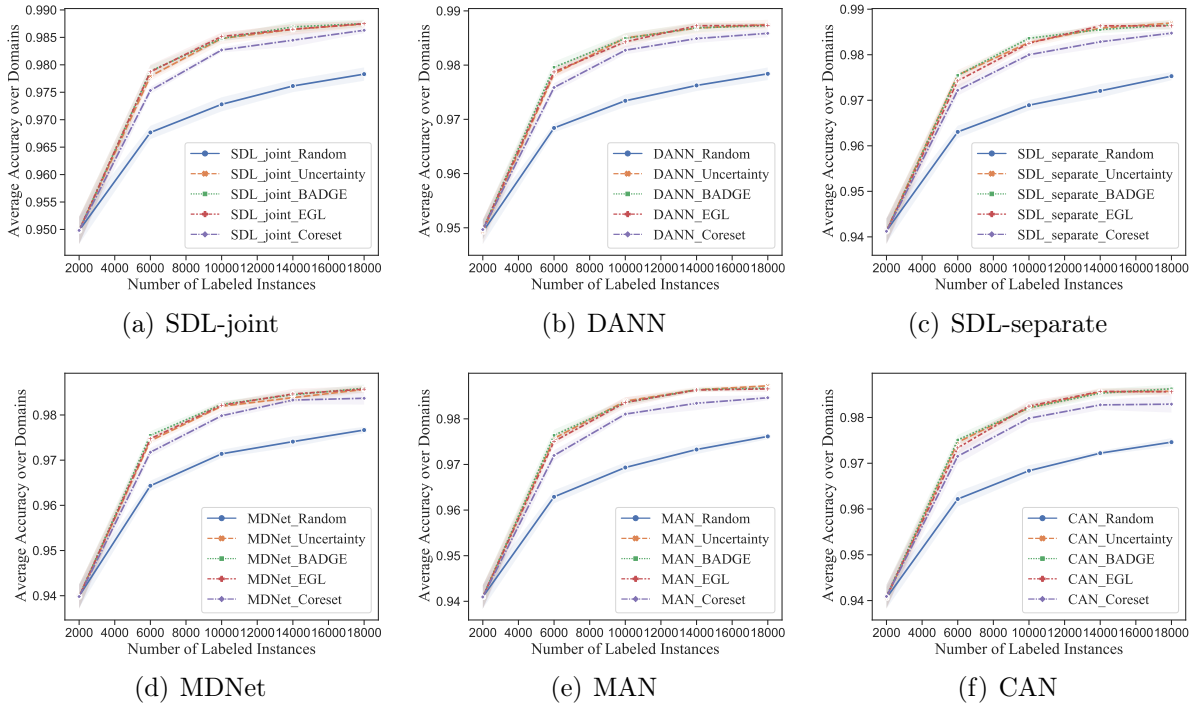 Average Accuracy over Domains
0.990
0.985
0.980
0.975
0.970
0.965
0.960
0.955
0.950
SDL_joint_Random
SDL_joint_Uncertainty
SDL_joint_BADGE
SDL_joint_EGL
SDL_joint_Coreset
2000 4000 6000 8000 10000 12000 14000 16000 18000
Number of Labeled Instances
(a) SDL-joint
Average Accuracy over Domains
0.99
0.98
0.97
0.96
0.95
DANN_Random
DANN_Uncertainty
DANN_BADGE
DANN_EGL
DANN_Coreset
2000 4000 6000 8000 10000 12000 14000 16000 18000
Number of Labeled Instances
(b) DANN
Average Accuracy over Domains
0.99
0.98
0.97
0.96
0.95
0.94
SDL_separate_Random
SDL_separate_Uncertainty
SDL_separate_BADGE
SDL_separate_EGL
SDL_separate_Coreset
2000 4000 6000 8000 10000 12000 14000 16000 18000
Number of Labeled Instances
(c) SDL-separate
Average Accuracy over Domains
0.98
0.97
0.96
0.95
0.94
MDNet_Random
MDNet_Uncertainty
MDNet_BADGE
MDNet_EGL
MDNet_Coreset
2000 4000 6000 8000 10000 12000 14000 16000 18000
Number of Labeled Instances
(d) MDNet
Average Accuracy over Domains
0.98
0.97
0.96
0.95
0.94
MAN_Random
MAN_Uncertainty
MAN_BADGE
MAN_EGL
MAN_Coreset
2000 4000 6000 8000 10000 12000 14000 16000 18000
Number of Labeled Instances
(e) MAN
Average Accuracy over Domains
0.98
0.97
0.96
0.95
0.94
CAN_Random
CAN_Uncertainty
CAN_BADGE
CAN_EGL
CAN_Coreset
2000 4000 6000 8000 10000 12000 14000 16000 18000
Number of Labeled Instances
(f) CAN